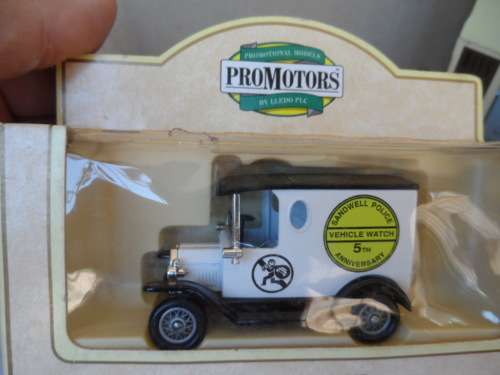 PROMOTIONAL MODELS
PROMOTORS
BY LLEDO PLC
SANDWELL POLICE
VEHICLE WATCH
5TH
ANNIVERSARY